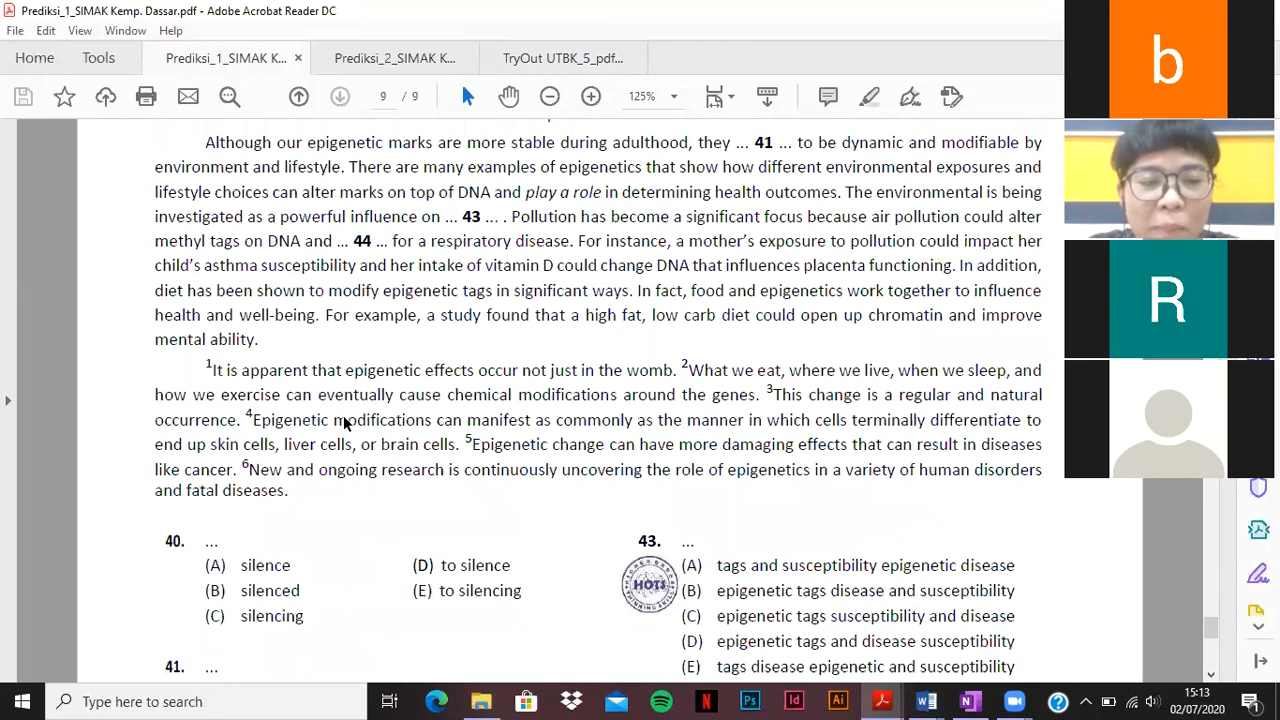 Prediksi_1_SIMAK Kemp. Dassar.pdf - Adobe Acrobat Reader DC
File Edit View Window Help
Home Tools Prediksi_1_SIMAK K... × Prediksi_2_SIMAK K... TryOut UTBK_5_pdf...
9 / 9 125%
Although our epigenetic marks are more stable during adulthood, they ... 41 ... to be dynamic and modifiable by
environment and lifestyle. There are many examples of epigenetics that show how different environmental exposures and
lifestyle choices can alter marks on top of DNA and play a role in determining health outcomes. The environmental is being
investigated as a powerful influence on ... 43 ... . Pollution has become a significant focus because air pollution could alter
methyl tags on DNA and ... 44 ... for a respiratory disease. For instance, a mother's exposure to pollution could impact her
child's asthma susceptibility and her intake of vitamin D could change DNA that influences placenta functioning. In addition,
diet has been shown to modify epigenetic tags in significant ways. In fact, food and epigenetics work together to influence
health and well-being. For example, a study found that a high fat, low carb diet could open up chromatin and improve
mental ability.
1It is apparent that epigenetic effects occur not just in the womb. 2What we eat, where we live, when we sleep, and
how we exercise can eventually cause chemical modifications around the genes. 3This change is a regular and natural
occurrence. 4Epigenetic modifications can manifest as commonly as the manner in which cells terminally differentiate to
end up skin cells, liver cells, or brain cells. 5Epigenetic change can have more damaging effects that can result in diseases
like cancer. 6New and ongoing research is continuously uncovering the role of epigenetics in a variety of human disorders
and fatal diseases.
40. ...
(A) silence (D) to silence
(B) silenced (E) to silencing
(C) silencing
41. ...
43. ...
HOTS
(A) tags and susceptibility epigenetic disease
(B) epigenetic tags disease and susceptibility
(C) epigenetic tags susceptibility and disease
(D) epigenetic tags and disease susceptibility
(E) tags disease epigenetic and susceptibility
b
R
Type here to search
15:13
02/07/2020